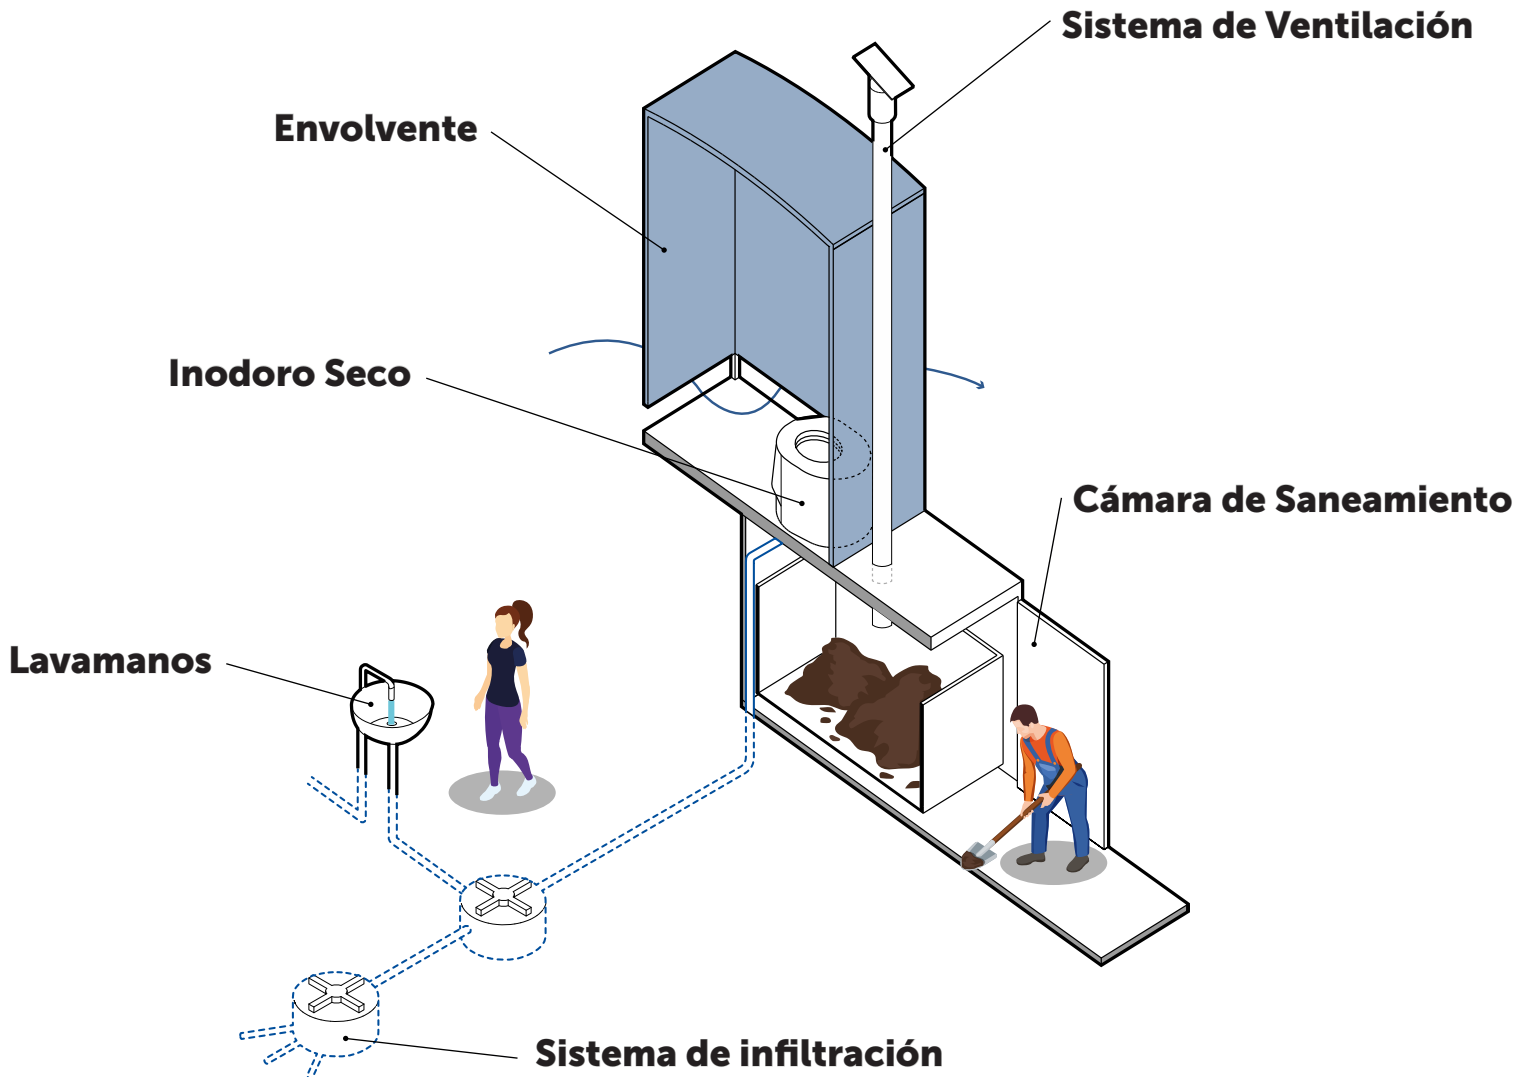 Sistema de Ventilación
Envolvente
Inodoro Seco
Cámara de Saneamiento
Lavamanos
Sistema de infiltración